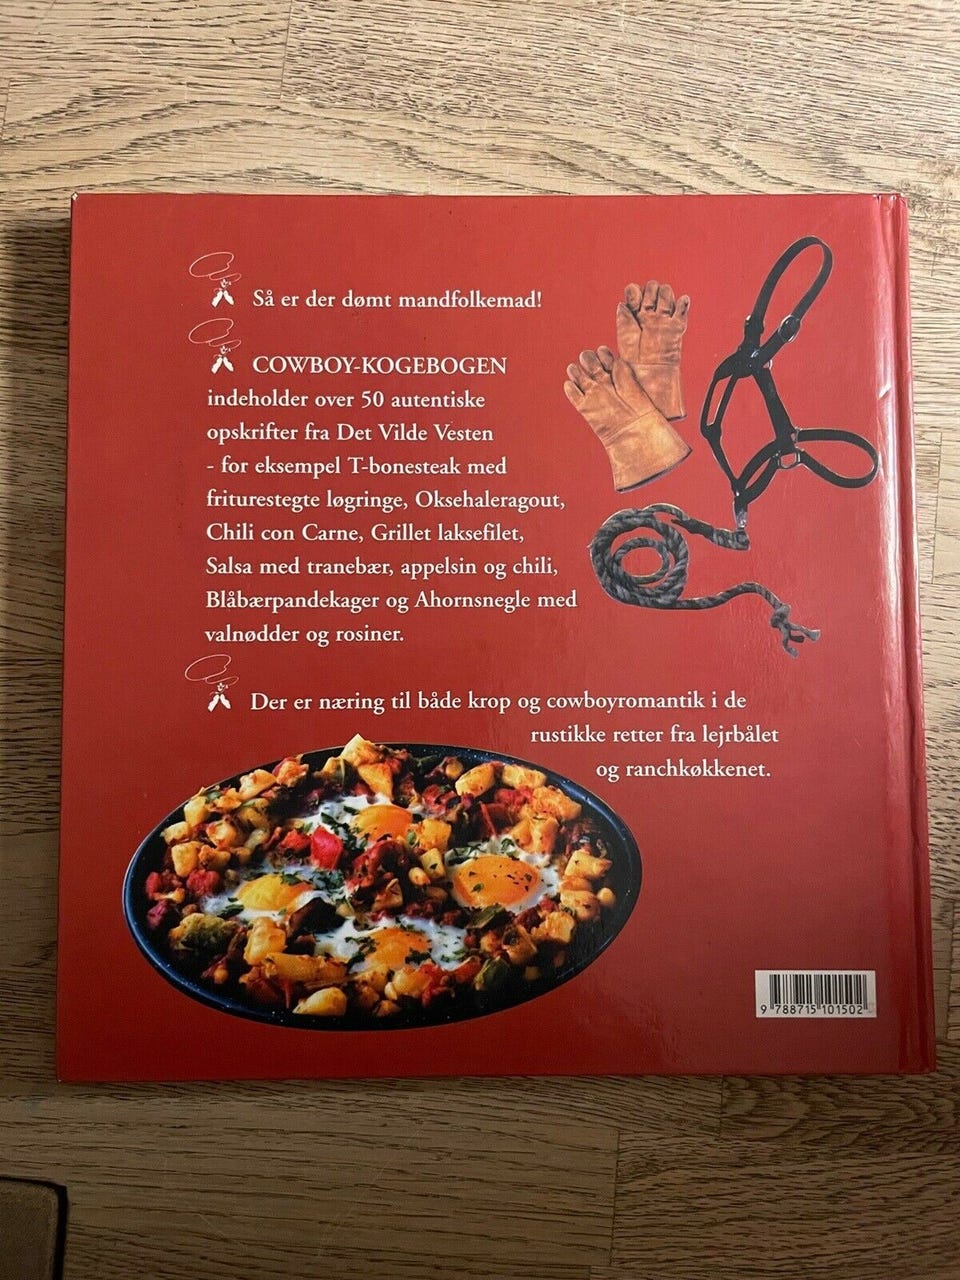 Så er der dømt mandfolkemad!
COWBOY-KOGEBOGEN
indeholder over 50 autentiske
opskrifter fra Det Vilde Vesten
- for eksempel T-bonesteak med
friturestegte løgringe, Oksehaleragout,
Chili con Carne, Grillet laksefilet,
Salsa med tranebær, appelsin og chili,
Blåbærpandekager og Ahornsnegle med
valnødder og rosiner.
Der er næring til både krop og cowboyromantik i de
rustikke retter fra lejrbålet
og ranchkøkkenet.
9 788715 101502